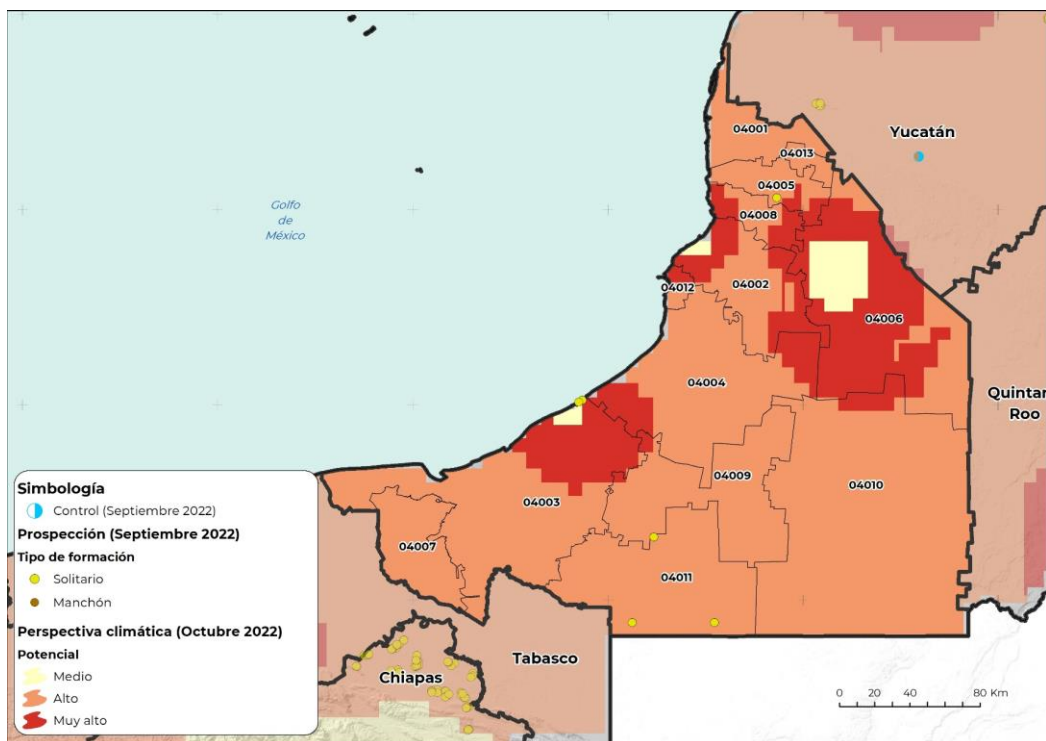 04001
04013
Yucatán
04005
04008
Golfo
de
México
04002
04012
04006
04004
Quintana
Roo
04009
04010
04003
04007
04011
Tabasco
Chiapas
Simbología
Control (Septiembre 2022)
Prospección (Septiembre 2022)
Tipo de formación
Solitario
Manchón
Perspectiva climática (Octubre 2022)
Potencial
Medio
Alto
Muy alto
0 20 40 80 Km